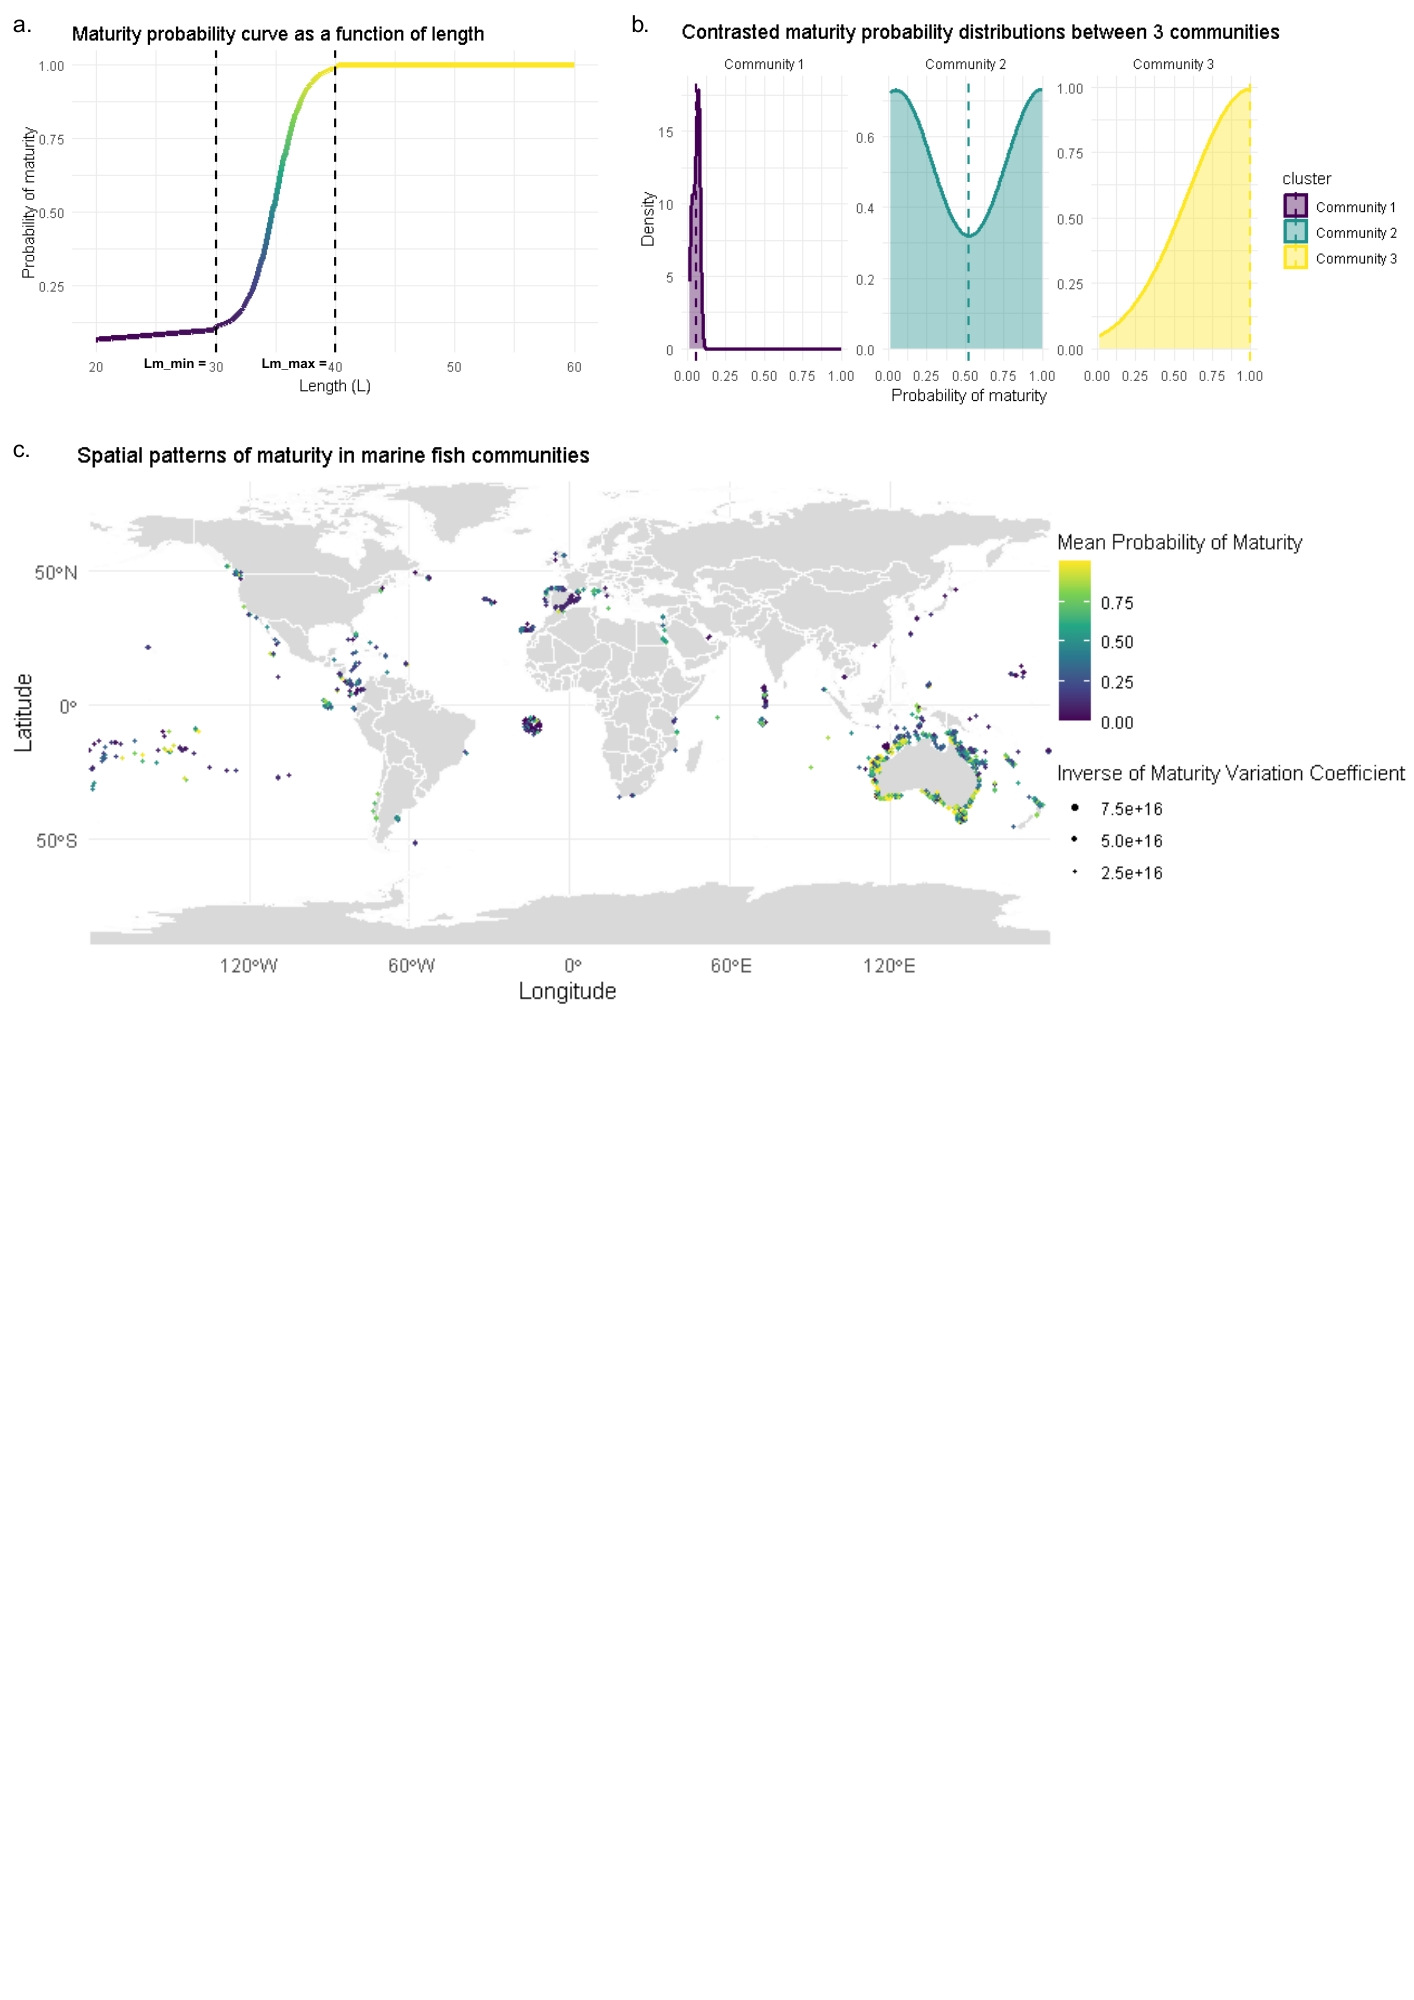 a.
Maturity probability curve as a function of length
Probability of maturity
1.00
0.75
0.50
0.25
20 Lm_min = 30 Lm_max = 40 50 60
Length (L)
b.
Contrasted maturity probability distributions between 3 communities
Community 1 Community 2 Community 3
Density
15
10
5
0
0.6
0.4
0.2
0.0
1.00
0.75
0.50
0.25
0.00
0.00 0.25 0.50 0.75 1.00 0.00 0.25 0.50 0.75 1.00 0.00 0.25 0.50 0.75 1.00
Probability of maturity
cluster
Community 1
Community 2
Community 3
c.
Spatial patterns of maturity in marine fish communities
Latitude
50°N
0°
50°S
120°W 60°W 0° 60°E 120°E
Longitude
Mean Probability of Maturity
0.75
0.50
0.25
0.00
Inverse of Maturity Variation Coefficient
7.5e+16
5.0e+16
2.5e+16